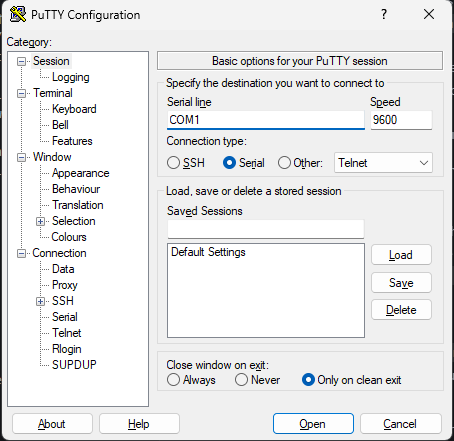 PuTTY Configuration
Category:
Session
Logging
Terminal
Keyboard
Bell
Features
Window
Appearance
Behaviour
Translation
Selection
Colours
Connection
Data
Proxy
SSH
Serial
Telnet
Rlogin
SUPDUP
Basic options for your PuTTY session
Specify the destination you want to connect to
Serial line Speed
COM1 9600
Connection type:
SSH Serial Other: Telnet
Load, save or delete a stored session
Saved Sessions
Default Settings
Load
Save
Delete
Close window on exit:
Always Never Only on clean exit
About Help Open Cancel